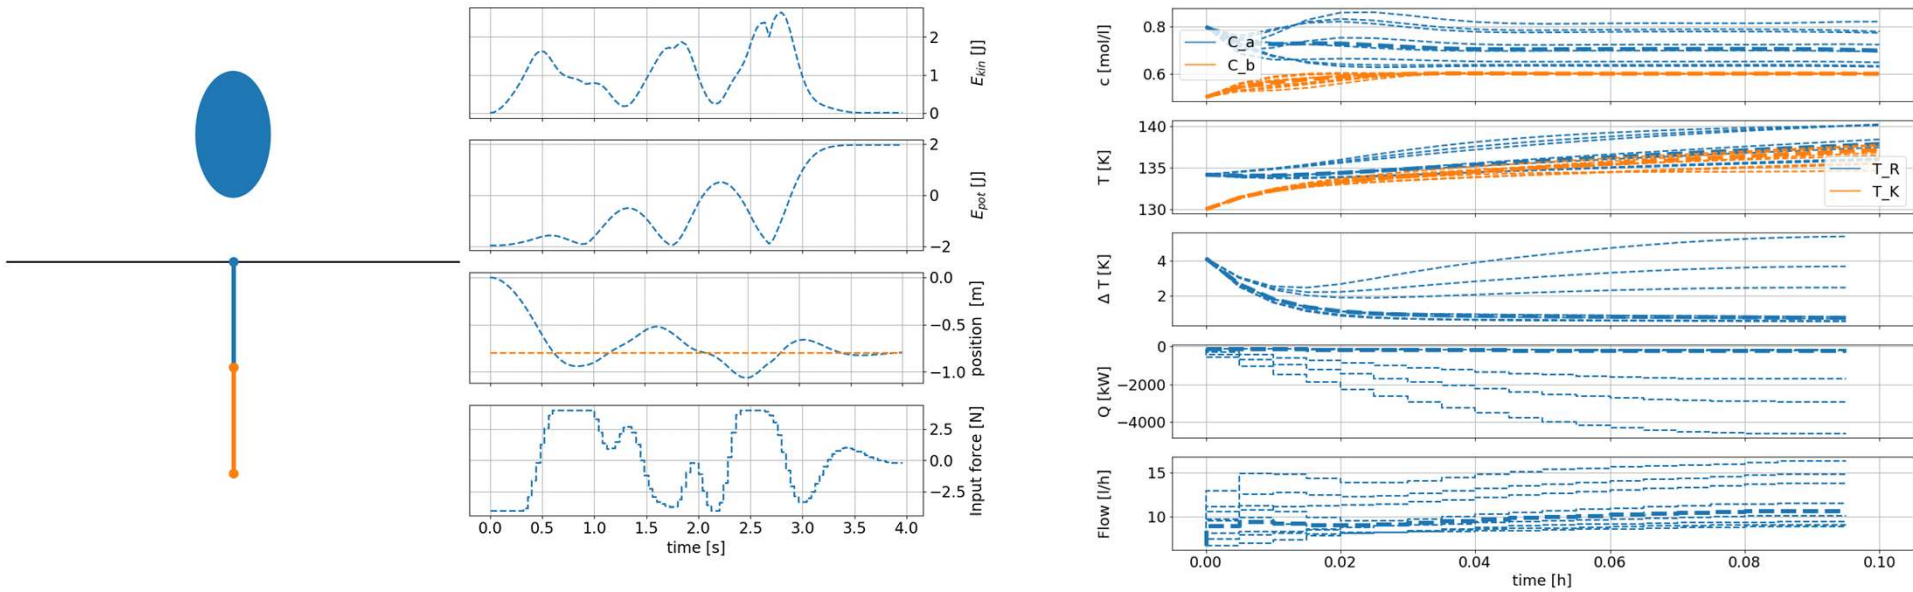 2
1
0
E_kin [J]
2
0
−2
E_pot [J]
0.0
−0.5
−1.0
position [m]
2.5
0.0
−2.5
Input force [N]
0.0 0.5 1.0 1.5 2.0 2.5 3.0 3.5 4.0
time [s]
0.8
0.6
c [mol/l]
C_a
C_b
140
135
130
T [K]
T_R
T_K
4
2
Δ T [K]
0
−2000
−4000
Q [kW]
15
10
Flow [l/h]
0.00 0.02 0.04 0.06 0.08 0.10
time [h]